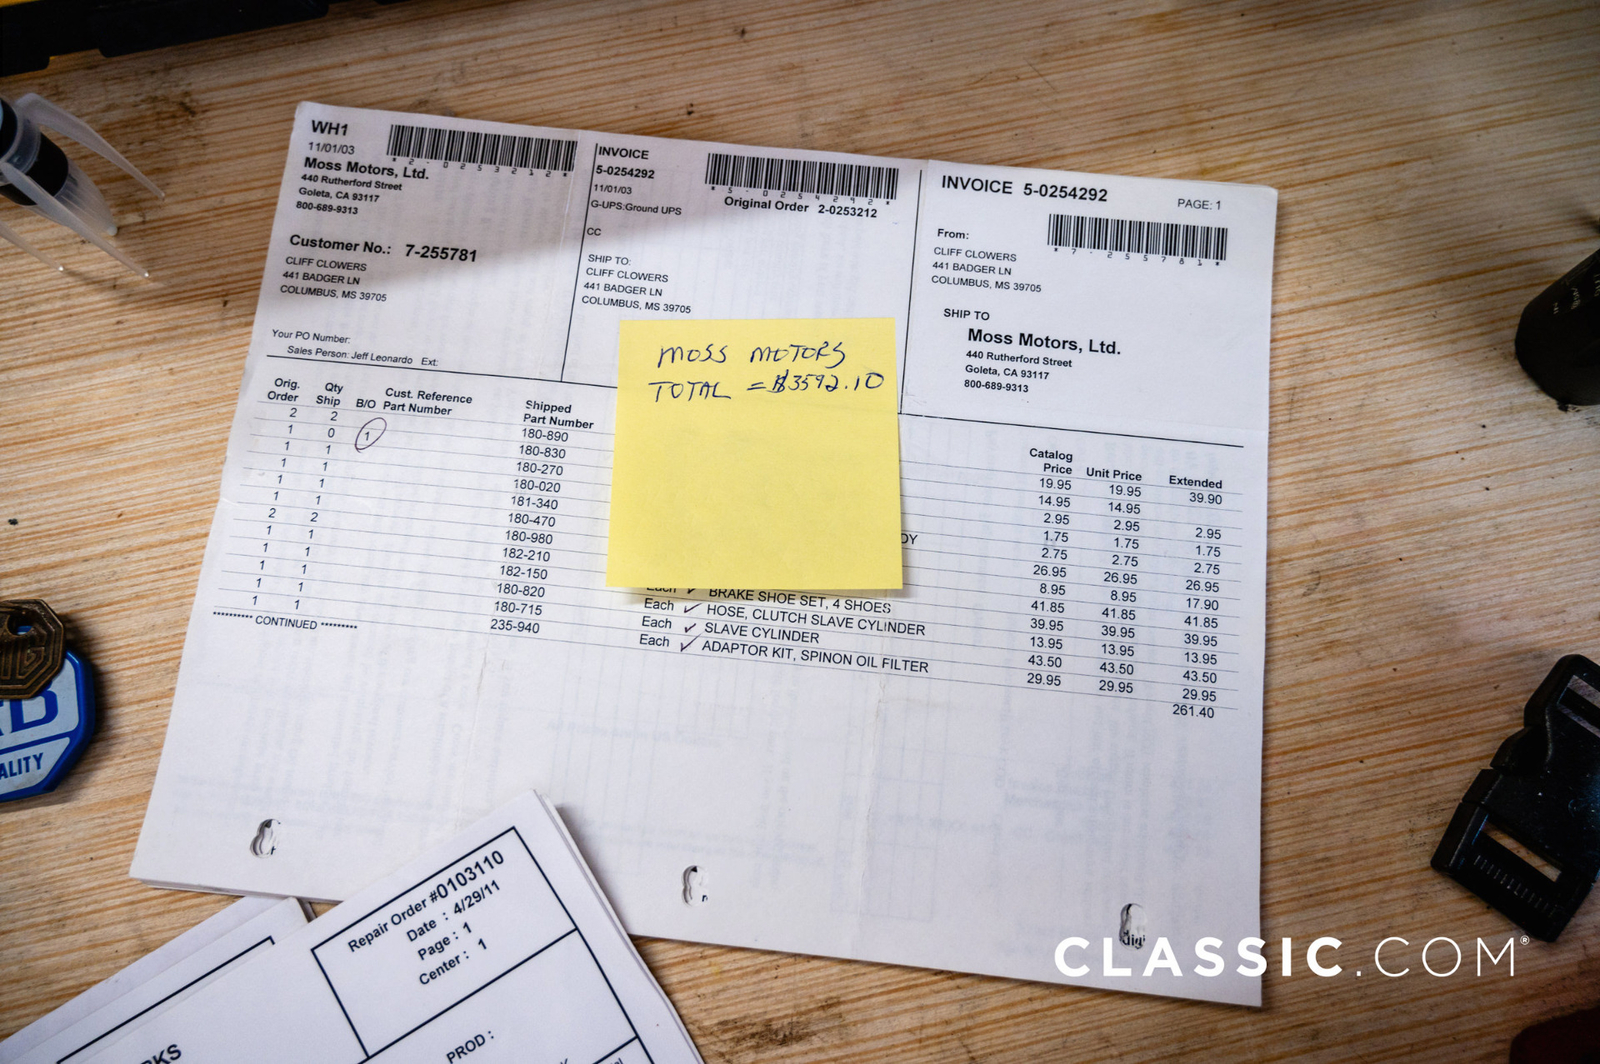 WH1
11/01/03
*2-0253212*
Moss Motors, Ltd.
440 Rutherford Street
Goleta, CA 93117
800-689-9313
Customer No.: 7-255781
CLIFF CLOWERS
441 BADGER LN
COLUMBUS, MS 39705
Your PO Number:
Sales Person: Jeff Leonardo Ext:
INVOICE
5-0254292
11/01/03
*5-0254292*
G-UPS:Ground UPS
Original Order 2-0253212
CC
SHIP TO:
CLIFF CLOWERS
441 BADGER LN
COLUMBUS, MS 39705
INVOICE 5-0254292
PAGE: 1
*7-255781*
From:
CLIFF CLOWERS
441 BADGER LN
COLUMBUS, MS 39705
SHIP TO
Moss Motors, Ltd.
440 Rutherford Street
Goleta, CA 93117
800-689-9313
MOSS MOTORS
TOTAL = $3592.10
Orig. Order Qty Ship B/O Cust. Reference Part Number Shipped Part Number Catalog Price Unit Price Extended
2 2 180-890 19.95 19.95 39.90
1 0 1 180-830 14.95 14.95
1 1 180-270 2.95 2.95 2.95
1 1 180-020 1.75 1.75 1.75
1 1 181-340 2.75 2.75 2.75
1 1 180-470 26.95 26.95 26.95
2 2 180-980 DY 8.95 8.95 17.90
1 1 182-210 41.85 41.85 41.85
1 1 182-150 Each BRAKE SHOE SET, 4 SHOES 39.95 39.95 39.95
1 1 180-820 Each HOSE, CLUTCH SLAVE CYLINDER 13.95 13.95 13.95
1 1 180-715 Each SLAVE CYLINDER 43.50 43.50 43.50
1 1 235-940 Each ADAPTOR KIT, SPINON OIL FILTER 29.95 29.95 29.95
********** CONTINUED *********
261.40
ALITY
Repair Order #0103110
Date : 4/29/11
Page : 1
Center : 1
PROD :
RKS
CLASSIC.COM®